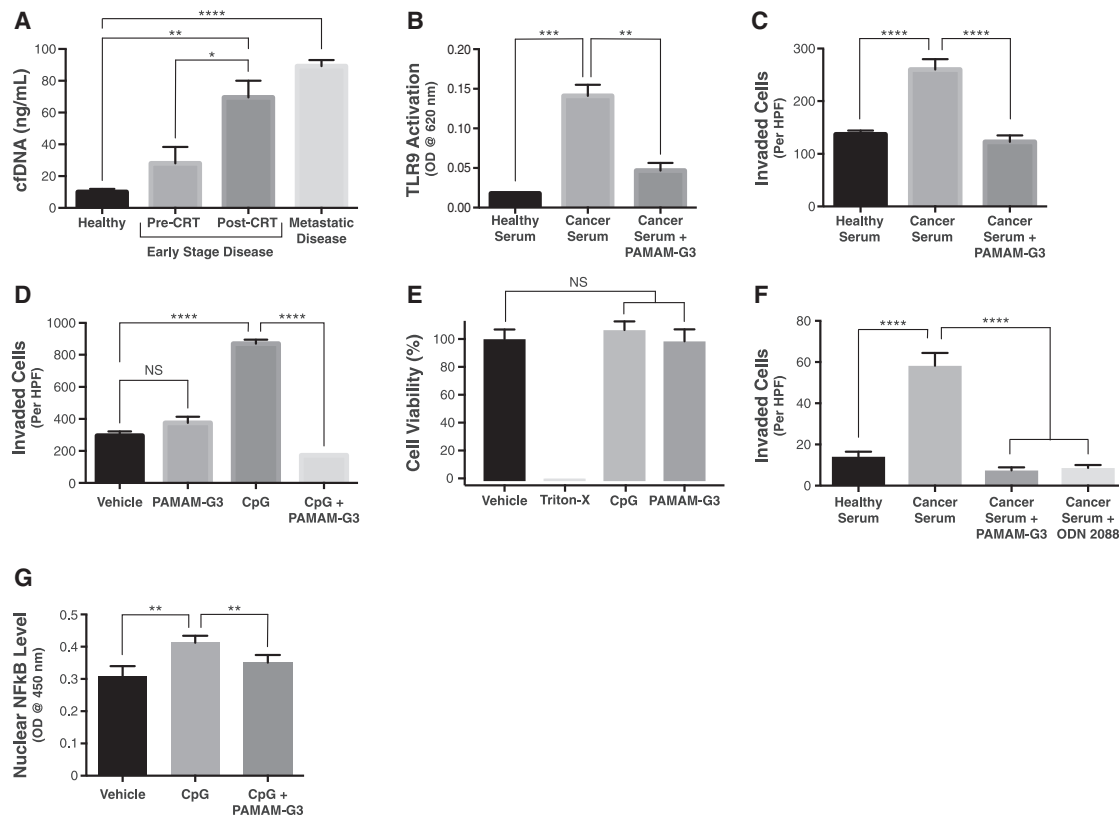 A
****
**
*
cfDNA (ng/mL)
100
80
60
40
20
0
Healthy
Pre-CRT
Post-CRT
Metastatic
Disease
Early Stage Disease
B
***
**
TLR9 Activation
(OD @ 620 nm)
0.20
0.15
0.10
0.05
0.00
Healthy
Serum
Cancer
Serum
Cancer
Serum +
PAMAM-G3
C
****
****
Invaded Cells
(Per HPF)
300
200
100
0
Healthy
Serum
Cancer
Serum
Cancer
Serum +
PAMAM-G3
D
****
****
NS
Invaded Cells
(Per HPF)
1000
800
600
400
200
0
Vehicle
PAMAM-G3
CpG
CpG +
PAMAM-G3
E
NS
Cell Viability (%)
100
80
60
40
20
0
Vehicle
Triton-X
CpG
PAMAM-G3
F
****
****
Invaded Cells
(Per HPF)
80
60
40
20
0
Healthy
Serum
Cancer
Serum
Cancer
Serum +
PAMAM-G3
Cancer
Serum +
ODN 2088
G
**
**
Nuclear NFkB Level
(OD @ 450 nm)
0.5
0.4
0.3
0.2
0.1
0
Vehicle
CpG
CpG +
PAMAM-G3